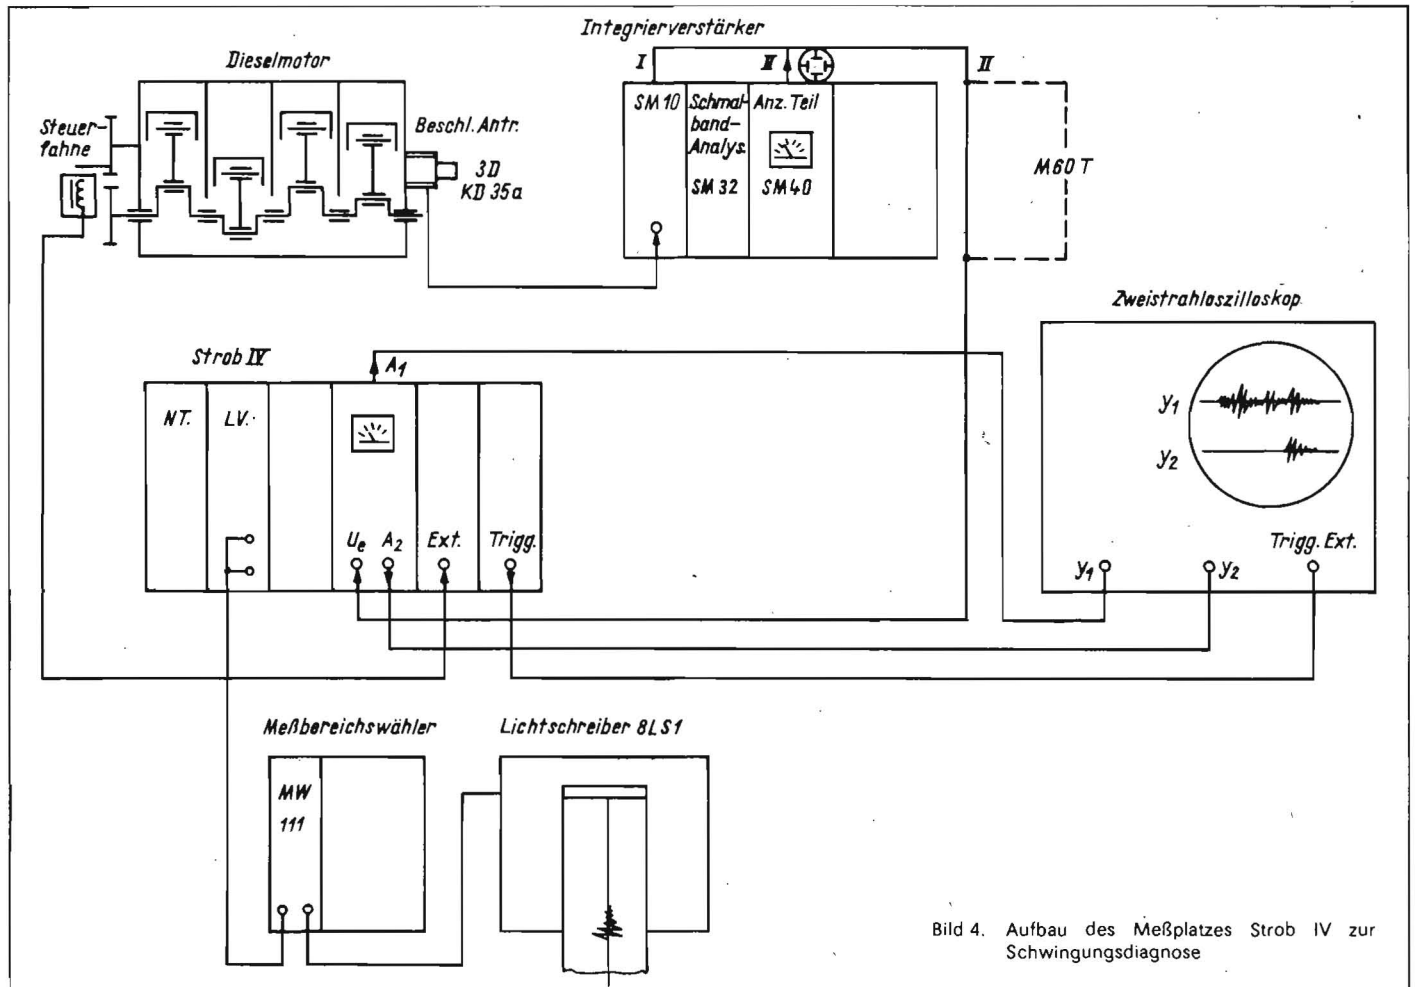 Integrierverstärker
Dieselmotor
I
II
II
Steuer-
fahne
Beschl. Antr.
3D
KD 35a
SM 10
Schmal-
band-
Analys.
SM 32
Anz. Teil
SM 40
M60 T
Zweistrahloszilloskop
Strob IV
A1
NT.
LV.
Ue
A2
Ext.
Trigg.
y1
y2
y1
y2
Trigg. Ext.
Meßbereichswähler
Lichtschreiber 8LS1
MW
111
Bild 4. Aufbau des Meßplatzes Strob IV zur
Schwingungsdiagnose